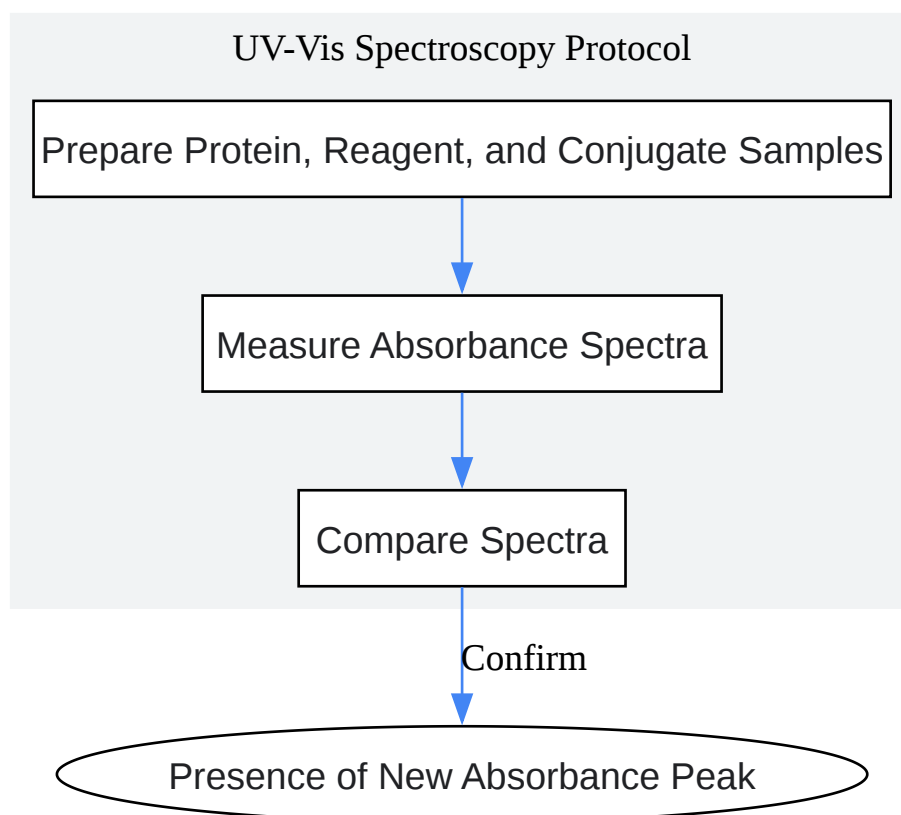 UV-Vis Spectroscopy Protocol
Prepare Protein, Reagent, and Conjugate Samples
Measure Absorbance Spectra
Compare Spectra
Confirm
Presence of New Absorbance Peak